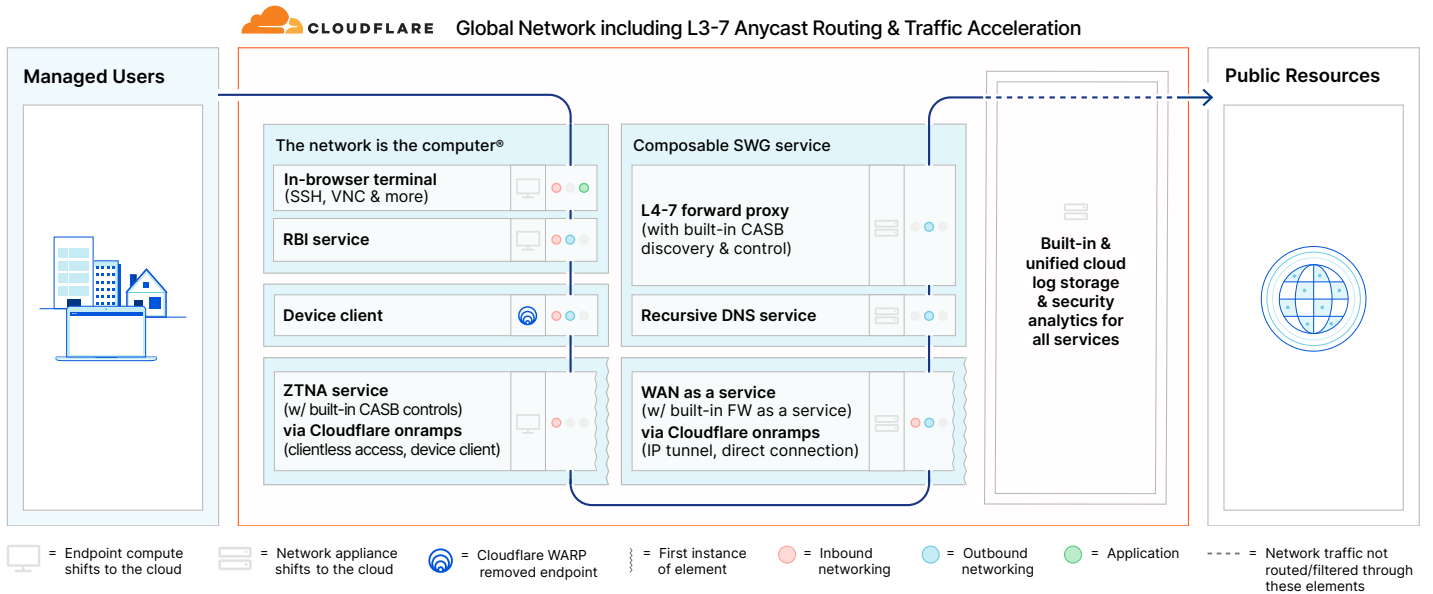 CLOUDFLARE Global Network including L3-7 Anycast Routing & Traffic Acceleration
Managed Users
The network is the computer®
In-browser terminal
(SSH, VNC & more)
RBI service
Device client
ZTNA service
(w/ built-in CASB controls)
via Cloudflare onramps
(clientless access, device client)
Composable SWG service
L4-7 forward proxy
(with built-in CASB
discovery & control)
Recursive DNS service
WAN as a service
(w/ built-in FW as a service)
via Cloudflare onramps
(IP tunnel, direct connection)
Built-in &
unified cloud
log storage
& security
analytics for
all services
Public Resources
= Endpoint compute
shifts to the cloud
= Network appliance
shifts to the cloud
= Cloudflare WARP
removed endpoint
= First instance
of element
= Inbound
networking
= Outbound
networking
= Application
= Network traffic not
routed/filtered through
these elements